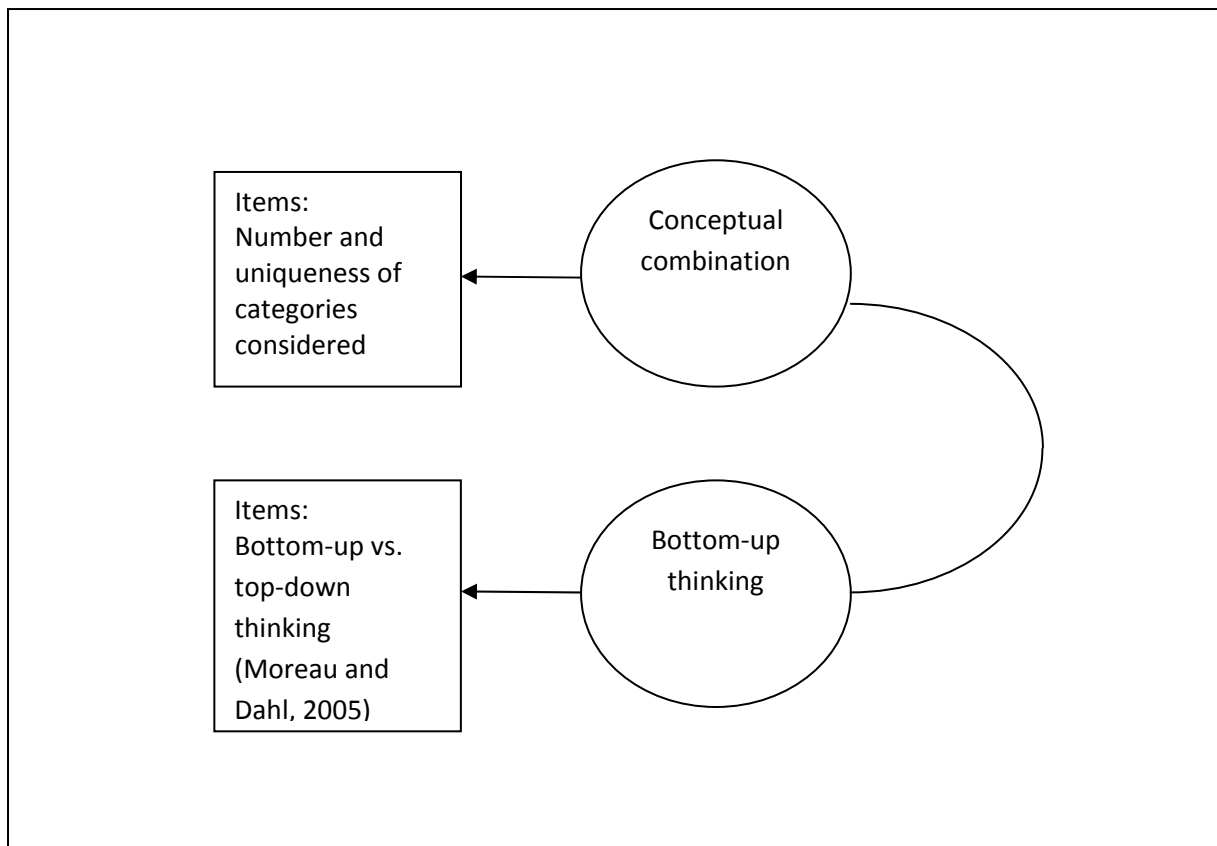 Items:
Number and
uniqueness of
categories
considered
Conceptual
combination
Items:
Bottom-up vs.
top-down
thinking
(Moreau and
Dahl, 2005)
Bottom-up
thinking